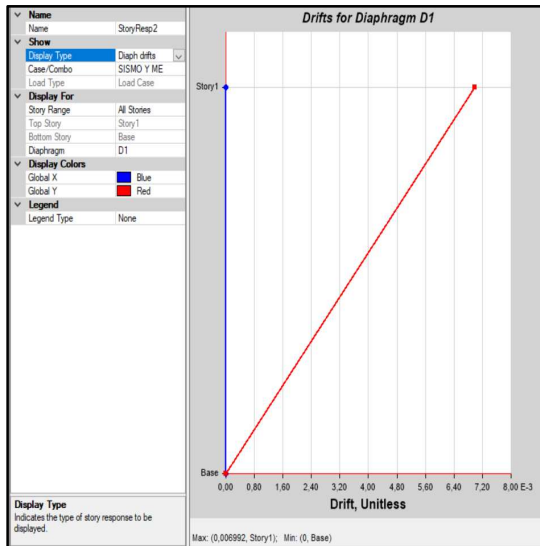 Name
Name StoryResp2
Show
Display Type Diaph drifts
Case/Combo SISMO Y ME
Load Type Load Case
Display For
Story Range All Stories
Top Story Story1
Bottom Story Base
Diaphragm D1
Display Colors
Global X Blue
Global Y Red
Legend
Legend Type None
Display Type
Indicates the type of story response to be
displayed.
Drifts for Diaphragm D1
Story1
Base
0,00 0,80 1,60 2,40 3,20 4,00 4,80 5,60 6,40 7,20 8,00 E-3
Drift, Unitless
Max: (0,006992, Story1); Min: (0, Base)